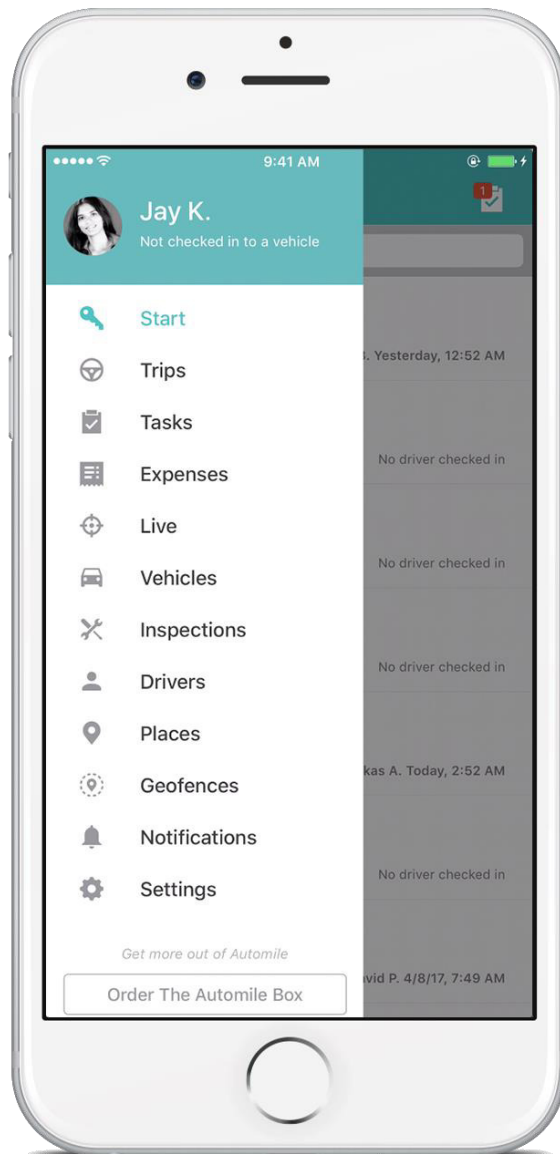 9:41 AM
1
Jay K.
Not checked in to a vehicle
Start
. Yesterday, 12:52 AM
Trips
Tasks
No driver checked in
Expenses
Live
No driver checked in
Vehicles
Inspections
No driver checked in
Drivers
Places
kas A. Today, 2:52 AM
Geofences
Notifications
No driver checked in
Settings
Get more out of Automile
vid P. 4/8/17, 7:49 AM
Order The Automile Box